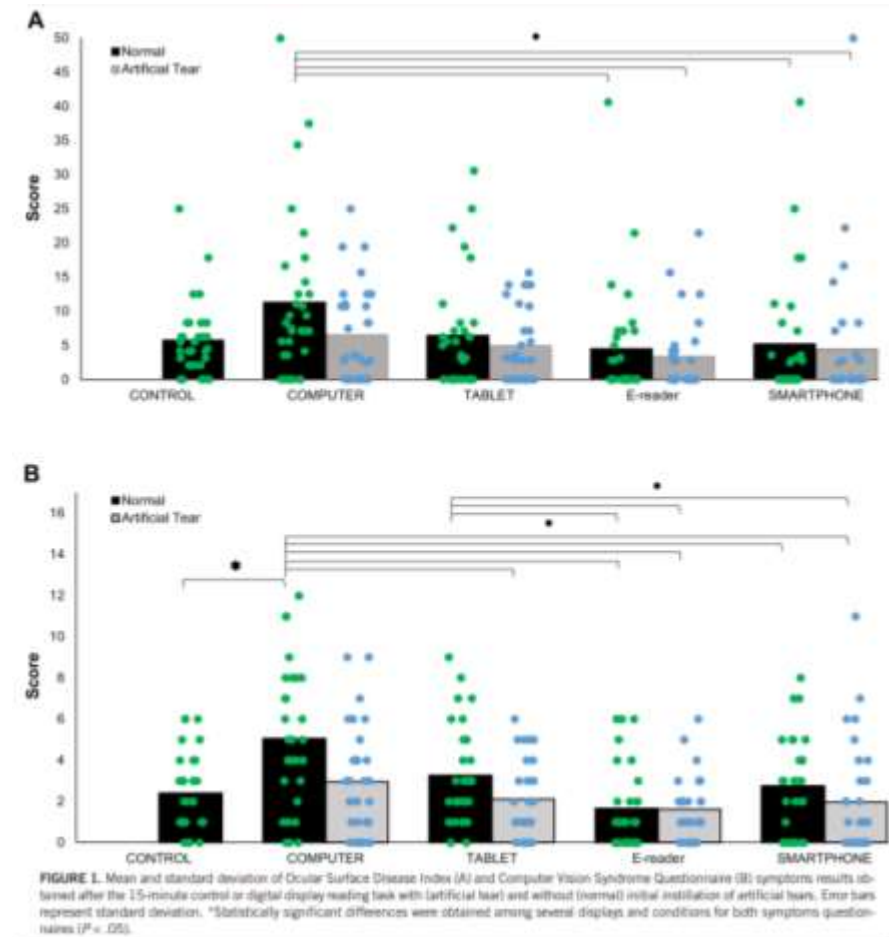 A
50
45
40
35
30
25
20
15
10
5
0
Score
Normal
Artificial Tear
CONTROL
COMPUTER
TABLET
E-reader
SMARTPHONE
B
16
14
12
10
8
6
4
2
0
Score
Normal
Artificial Tear
CONTROL
COMPUTER
TABLET
E-reader
SMARTPHONE
FIGURE 1. Mean and standard deviation of Ocular Surface Disease Index (A) and Computer Vision Syndrome Questionnaire (B) symptoms results ob-
tained after the 15-minute control or digital display reading task with (artificial tear) and without (normal) initial instillation of artificial tears. Error bars
represent standard deviation. *Statistically significant differences were obtained among several displays and conditions for both symptoms question-
naires (P < .05).